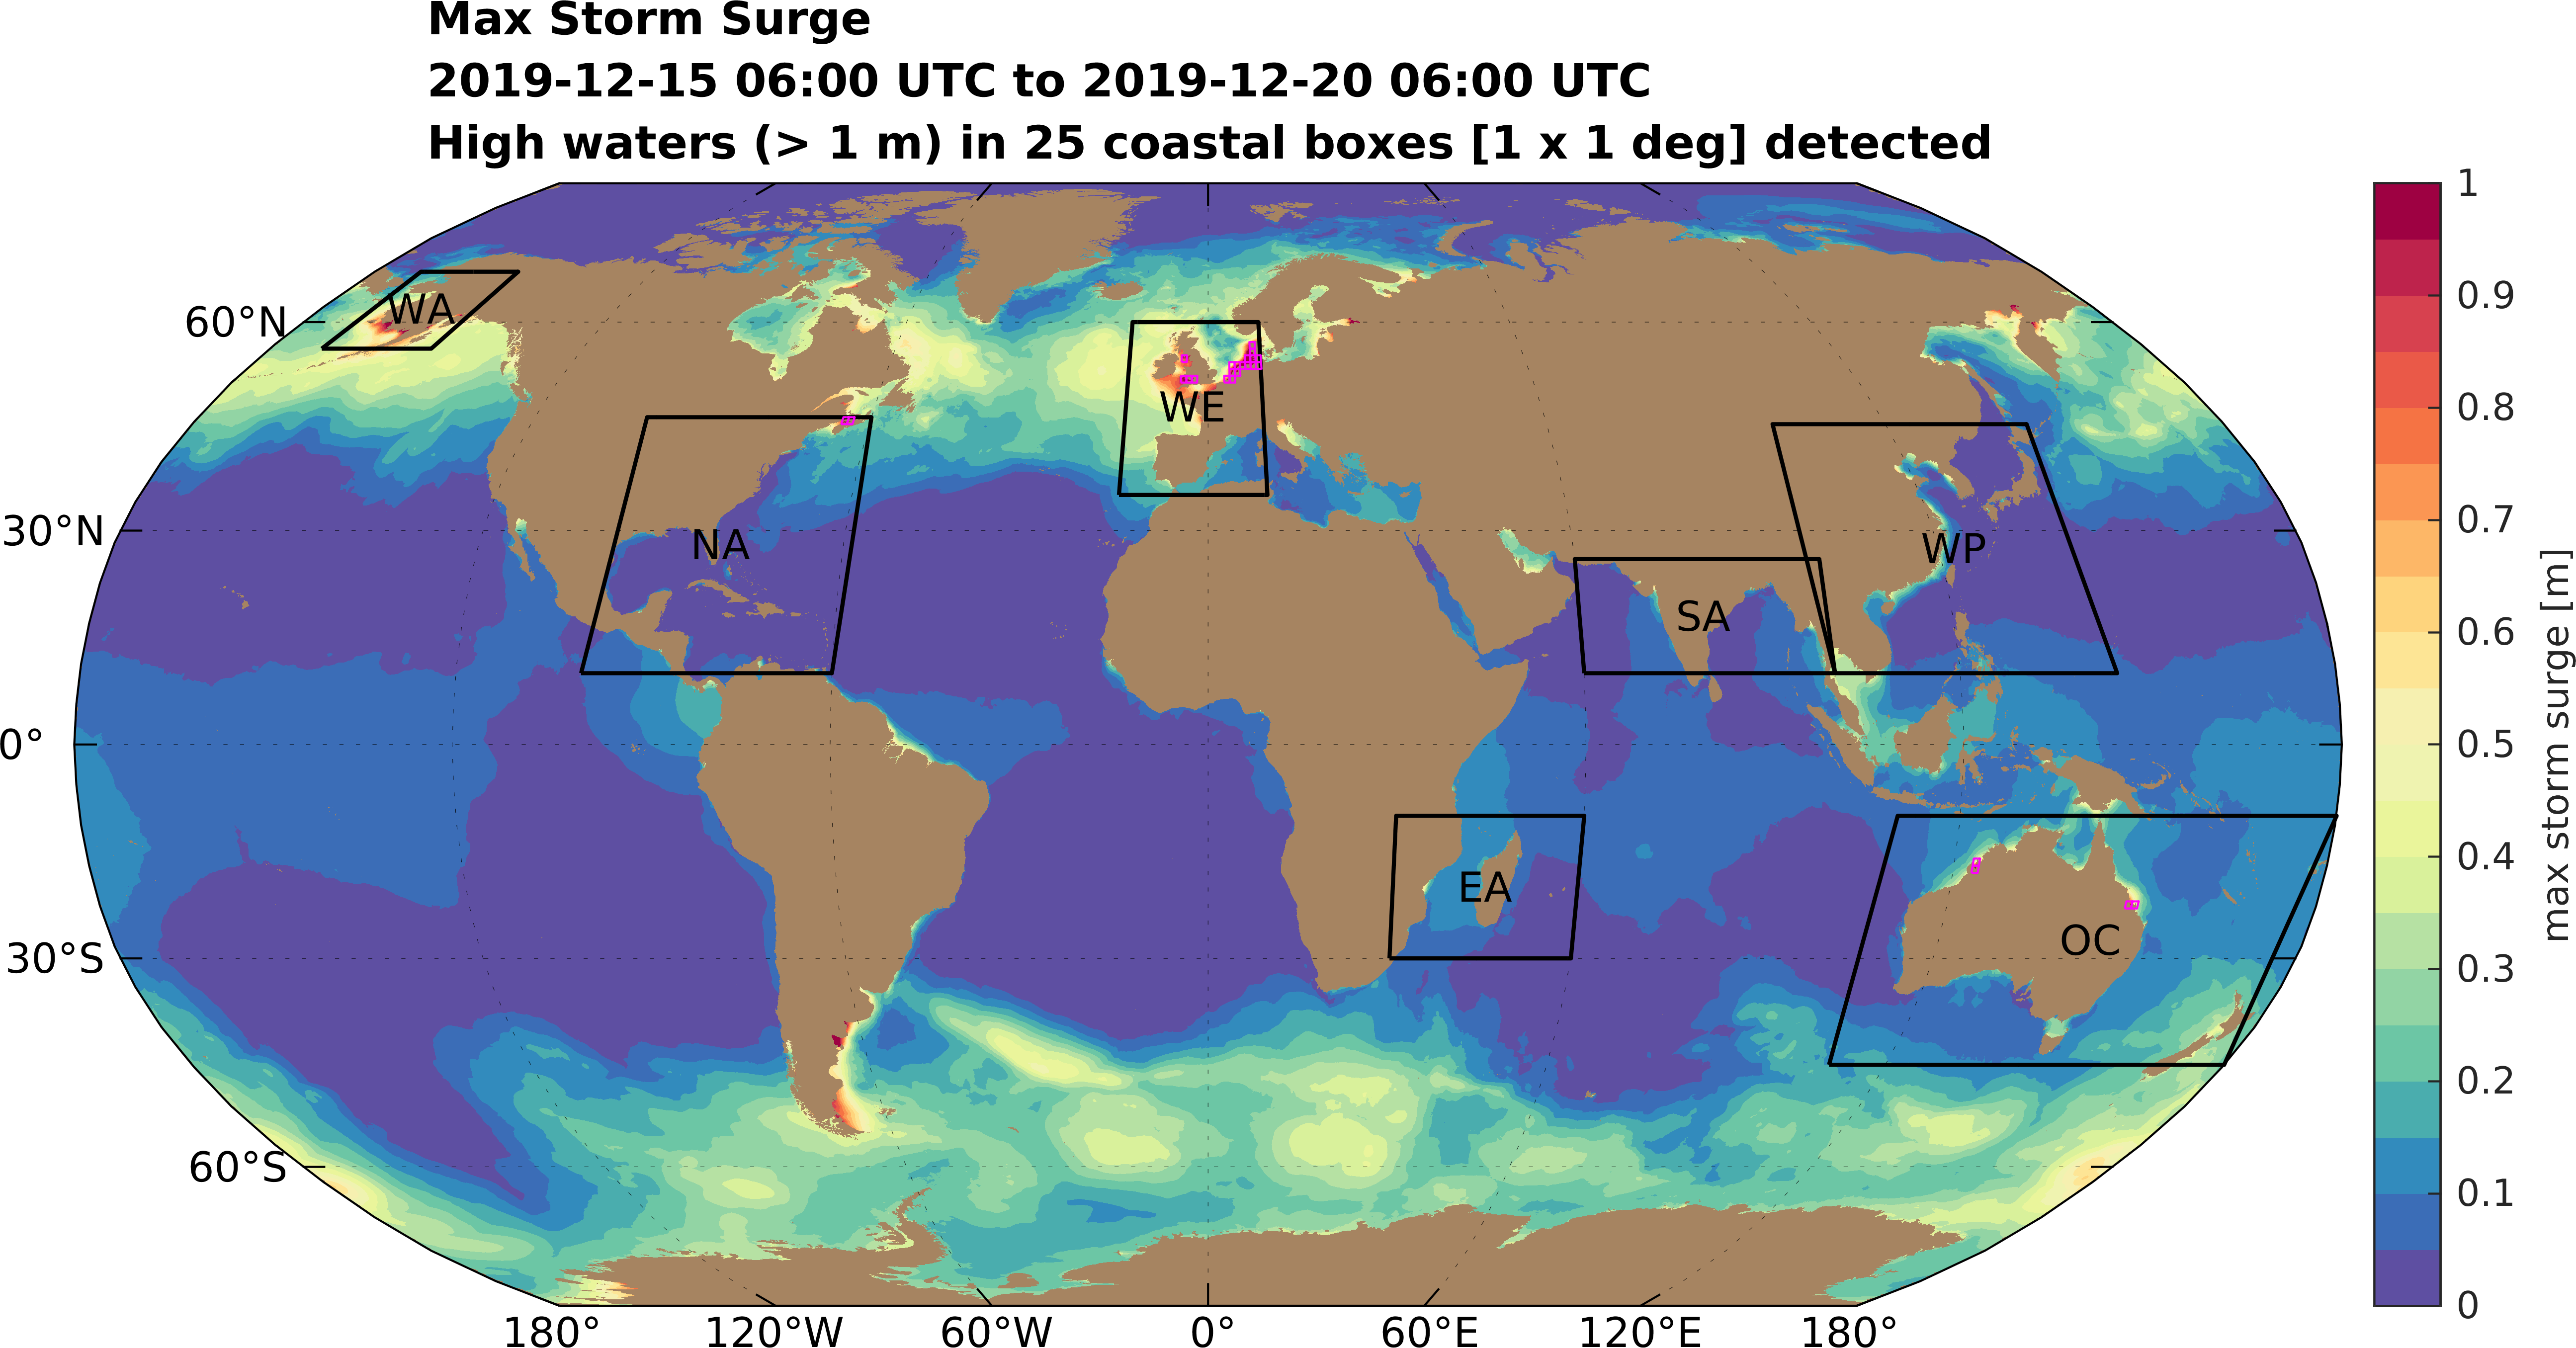 Max Storm Surge
2019-12-15 06:00 UTC to 2019-12-20 06:00 UTC
High waters (> 1 m) in 25 coastal boxes [1 x 1 deg] detected
60°N
30°N
0°
30°S
60°S
180°
120°W
60°W
0°
60°E
120°E
180°
WA
NA
WE
SA
WP
EA
OC
1
0.9
0.8
0.7
0.6
0.5
0.4
0.3
0.2
0.1
0
max storm surge [m]